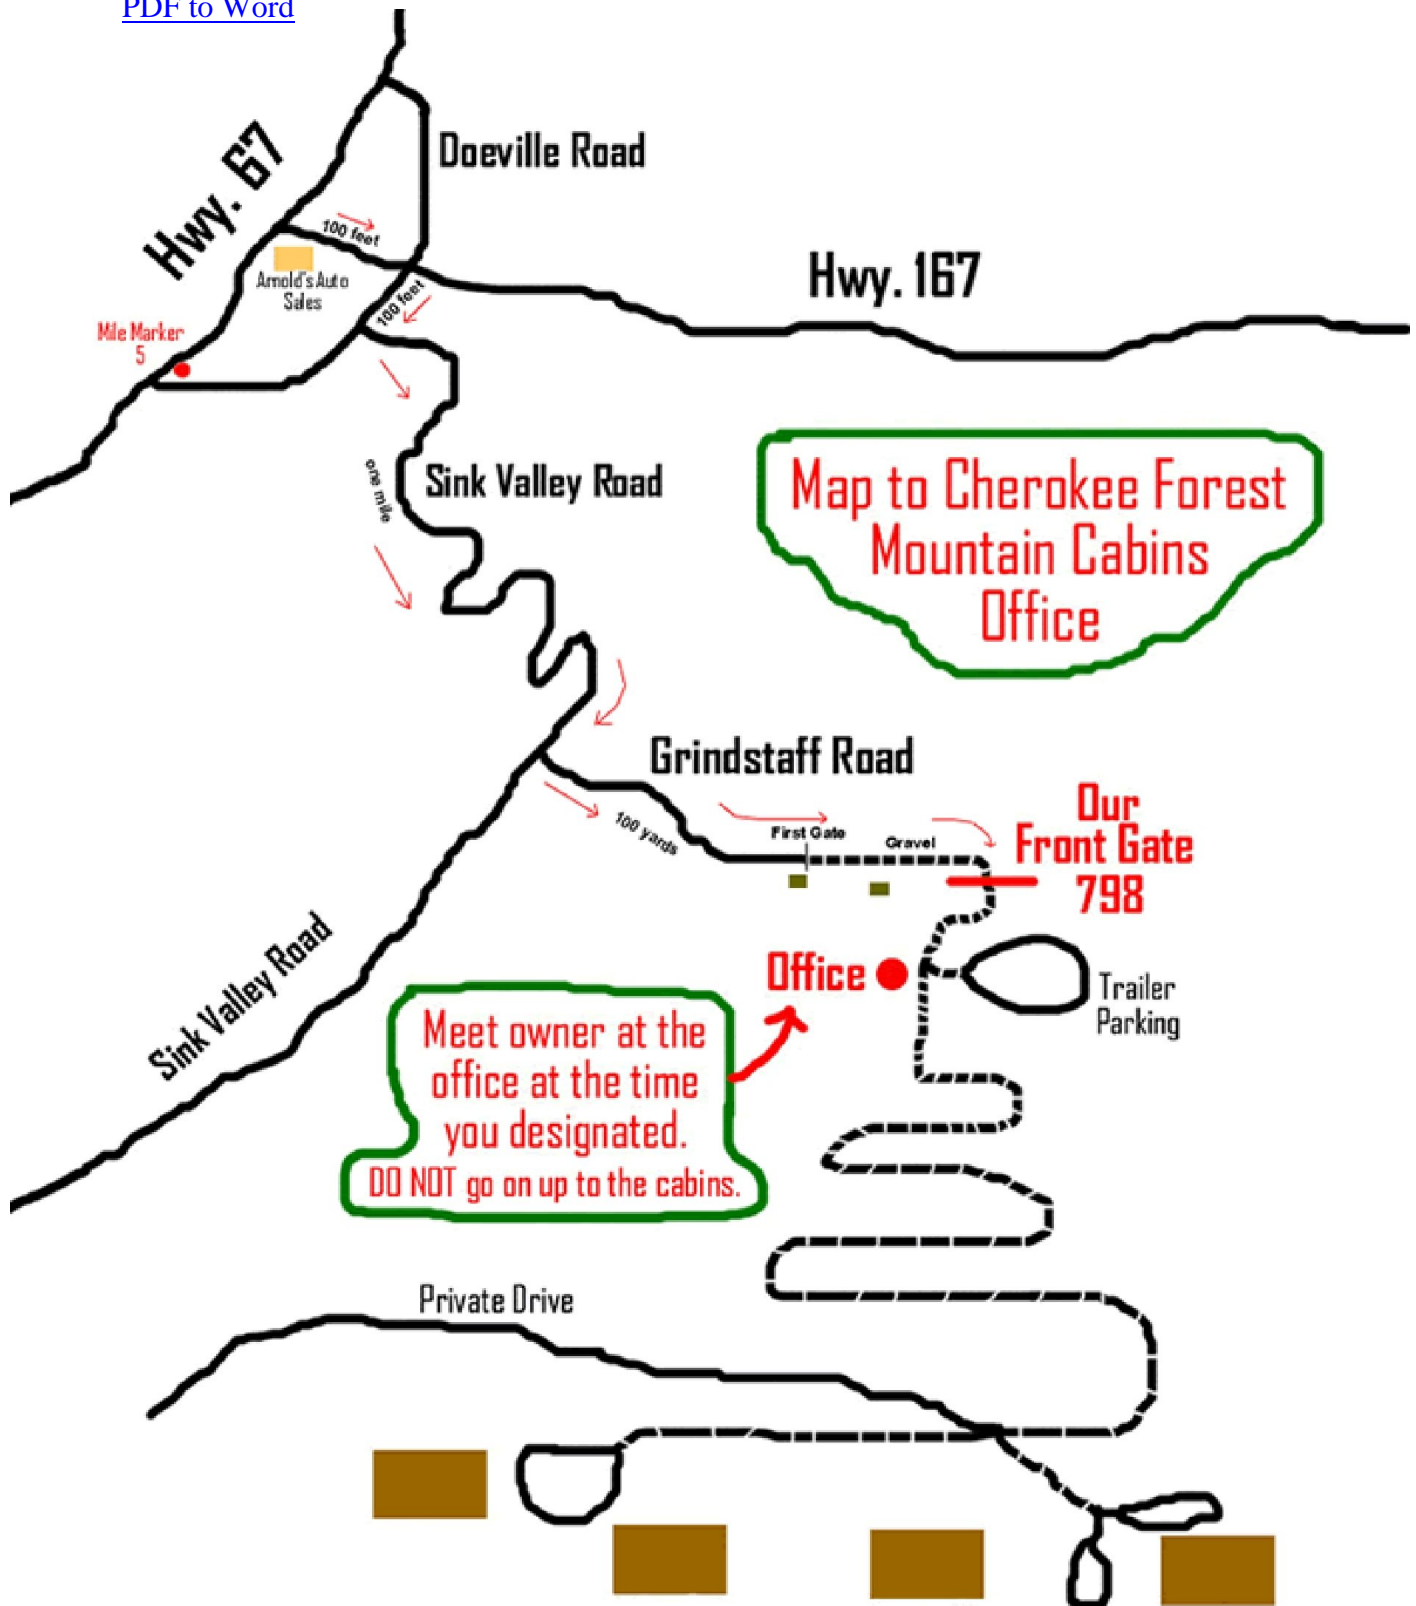 PDF to Word
Doeville Road
Hwy. 67
100 feet
Arnold's Auto
Sales
100 feet
Hwy. 167
Mile Marker
5
one mile
Sink Valley Road
Map to Cherokee Forest
Mountain Cabins
Office
Grindstaff Road
100 yards
First Gate
Gravel
Our
Front Gate
798
Sink Valley Road
Office
Trailer
Parking
Meet owner at the
office at the time
you designated.
DO NOT go on up to the cabins.
Private Drive